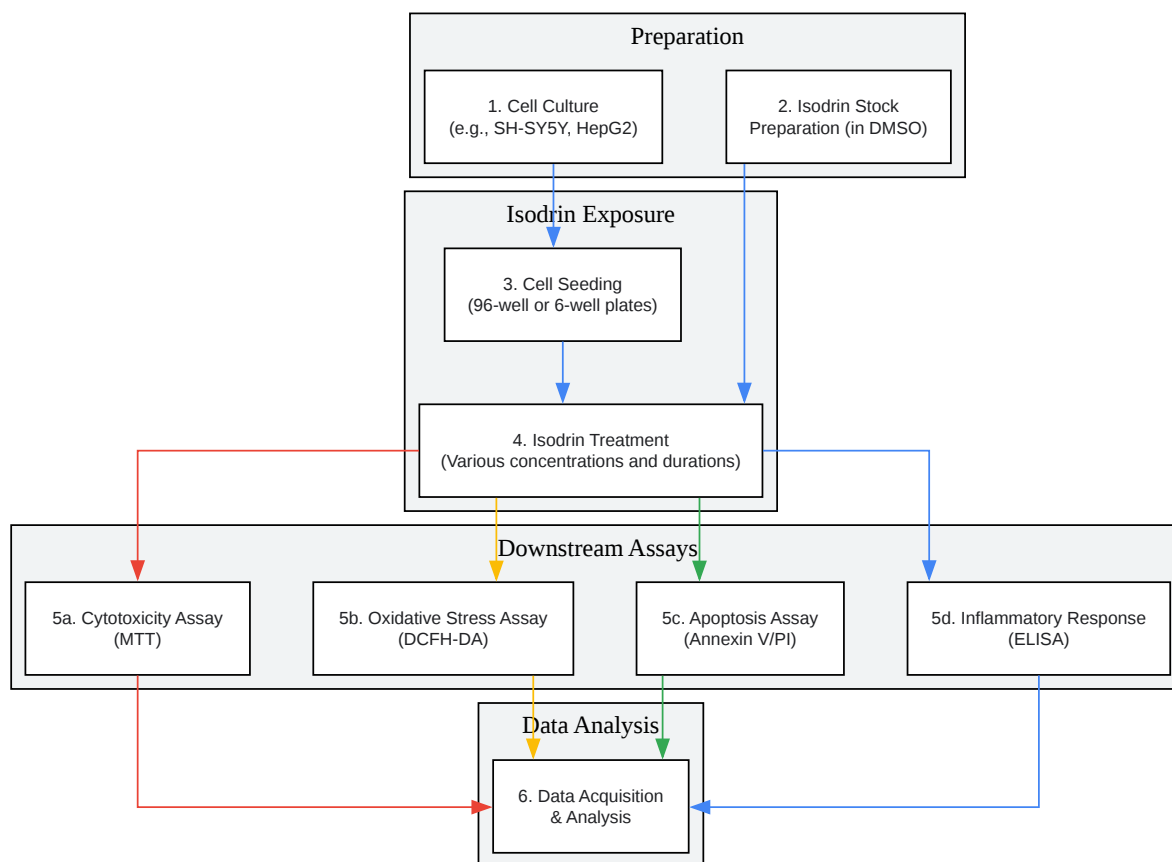 Preparation
1. Cell Culture
(e.g., SH-SY5Y, HepG2)
2. Isodrin Stock
Preparation (in DMSO)
Isodrin Exposure
3. Cell Seeding
(96-well or 6-well plates)
4. Isodrin Treatment
(Various concentrations and durations)
Downstream Assays
5a. Cytotoxicity Assay
(MTT)
5b. Oxidative Stress Assay
(DCFH-DA)
5c. Apoptosis Assay
(Annexin V/PI)
5d. Inflammatory Response
(ELISA)
Data Analysis
6. Data Acquisition
& Analysis